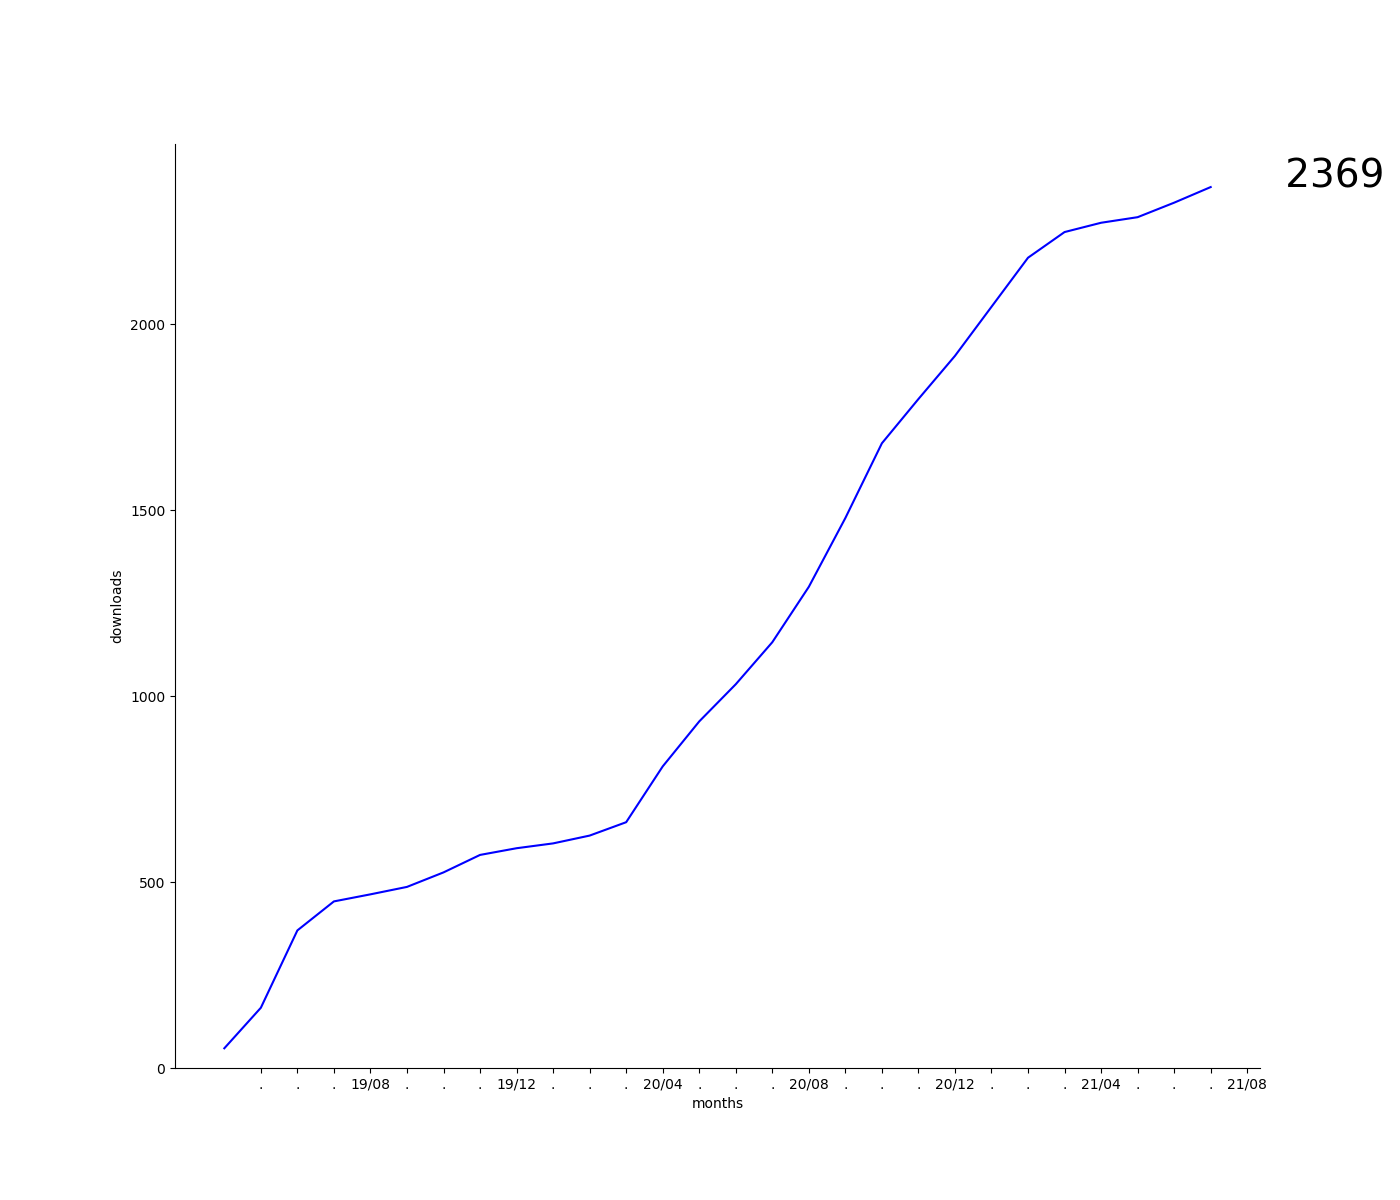 2369
2000
1500
1000
500
0
downloads
. . . 19/08 . . . 19/12 . . . 20/04 . . . 20/08 . . . 20/12 . . . 21/04 . . . 21/08
months